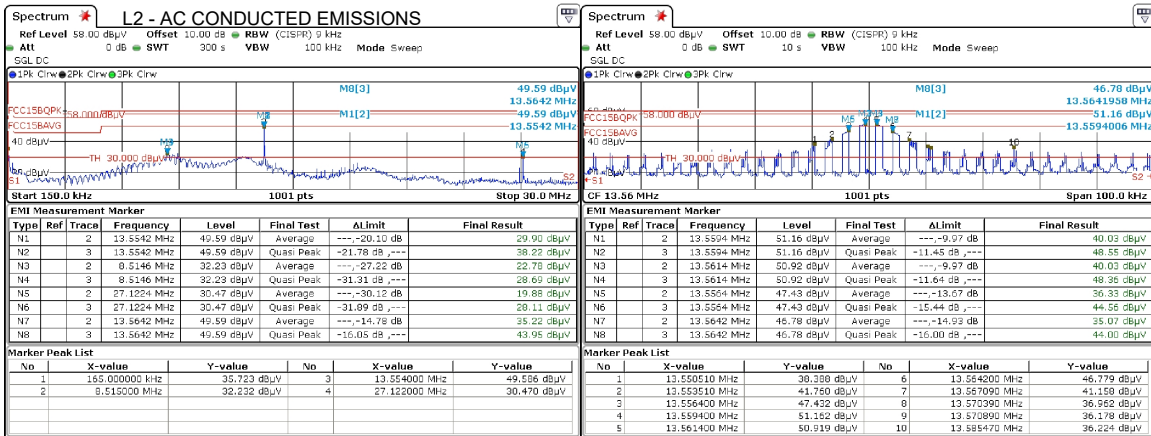 Spectrum
L2 - AC CONDUCTED EMISSIONS
Ref Level 58.00 dBµV Offset 10.00 dB RBW (CISPR) 9 kHz
Att 0 dB SWT 300 s VBW 100 kHz Mode Sweep
SGL DC
1Pk Clrw 2Pk Clrw 3Pk Clrw
M8[3] 49.59 dBµV
13.5642 MHz
M1[2] 49.59 dBµV
13.5542 MHz
FCC15BQPK 58.000 dBµV
FCC15BAVG
40 dBµV
TH 30.000 dBµV
S1 S2
Start 150.0 kHz 1001 pts Stop 30.0 MHz
EMI Measurement Marker
Type Ref Trace Frequency Level Final Test ΔLimit Final Result
N1 2 13.5542 MHz 49.59 dBµV Average ---,-20.10 dB 29.90 dBµV
N2 3 13.5542 MHz 49.59 dBµV Quasi Peak -21.78 dB ,--- 38.22 dBµV
N3 2 8.5146 MHz 32.23 dBµV Average ---,-27.22 dB 22.78 dBµV
N4 3 8.5146 MHz 32.23 dBµV Quasi Peak -31.31 dB ,--- 28.69 dBµV
N5 2 27.1224 MHz 30.47 dBµV Average ---,-30.12 dB 19.88 dBµV
N6 3 27.1224 MHz 30.47 dBµV Quasi Peak -31.89 dB ,--- 28.11 dBµV
N7 2 13.5642 MHz 49.59 dBµV Average ---,-14.78 dB 35.22 dBµV
N8 3 13.5642 MHz 49.59 dBµV Quasi Peak -16.05 dB ,--- 43.95 dBµV
Marker Peak List
No X-value Y-value No X-value Y-value
1 165.000000 kHz 35.723 dBµV 3 13.554000 MHz 49.586 dBµV
2 8.515000 MHz 32.232 dBµV 4 27.122000 MHz 30.470 dBµV
Spectrum
Ref Level 58.00 dBµV Offset 10.00 dB RBW (CISPR) 9 kHz
Att 0 dB SWT 10 s VBW 100 kHz Mode Sweep
SGL DC
1Pk Clrw 2Pk Clrw 3Pk Clrw
M8[3] 46.78 dBµV
13.5641958 MHz
M1[2] 51.16 dBµV
13.5594006 MHz
FCC15BQPK 58.000 dBµV
FCC15BAVG
40 dBµV
TH 30.000 dBµV
S1 S2
CF 13.56 MHz 1001 pts Span 100.0 kHz
EMI Measurement Marker
Type Ref Trace Frequency Level Final Test ΔLimit Final Result
N1 2 13.5594 MHz 51.16 dBµV Average ---,-9.97 dB 40.03 dBµV
N2 3 13.5594 MHz 51.16 dBµV Quasi Peak -11.45 dB ,--- 48.55 dBµV
N3 2 13.5614 MHz 50.92 dBµV Average ---,-9.97 dB 40.03 dBµV
N4 3 13.5614 MHz 50.92 dBµV Quasi Peak -11.64 dB ,--- 48.36 dBµV
N5 2 13.5564 MHz 47.43 dBµV Average ---,-13.67 dB 36.33 dBµV
N6 3 13.5564 MHz 47.43 dBµV Quasi Peak -15.44 dB ,--- 44.56 dBµV
N7 2 13.5642 MHz 46.78 dBµV Average ---,-14.93 dB 35.07 dBµV
N8 3 13.5642 MHz 46.78 dBµV Quasi Peak -16.00 dB ,--- 44.00 dBµV
Marker Peak List
No X-value Y-value No X-value Y-value
1 13.550510 MHz 38.388 dBµV 6 13.564200 MHz 46.779 dBµV
2 13.553510 MHz 41.760 dBµV 7 13.567090 MHz 41.158 dBµV
3 13.556400 MHz 47.432 dBµV 8 13.570390 MHz 36.962 dBµV
4 13.559400 MHz 51.162 dBµV 9 13.570890 MHz 36.178 dBµV
5 13.561400 MHz 50.919 dBµV 10 13.585470 MHz 36.224 dBµV